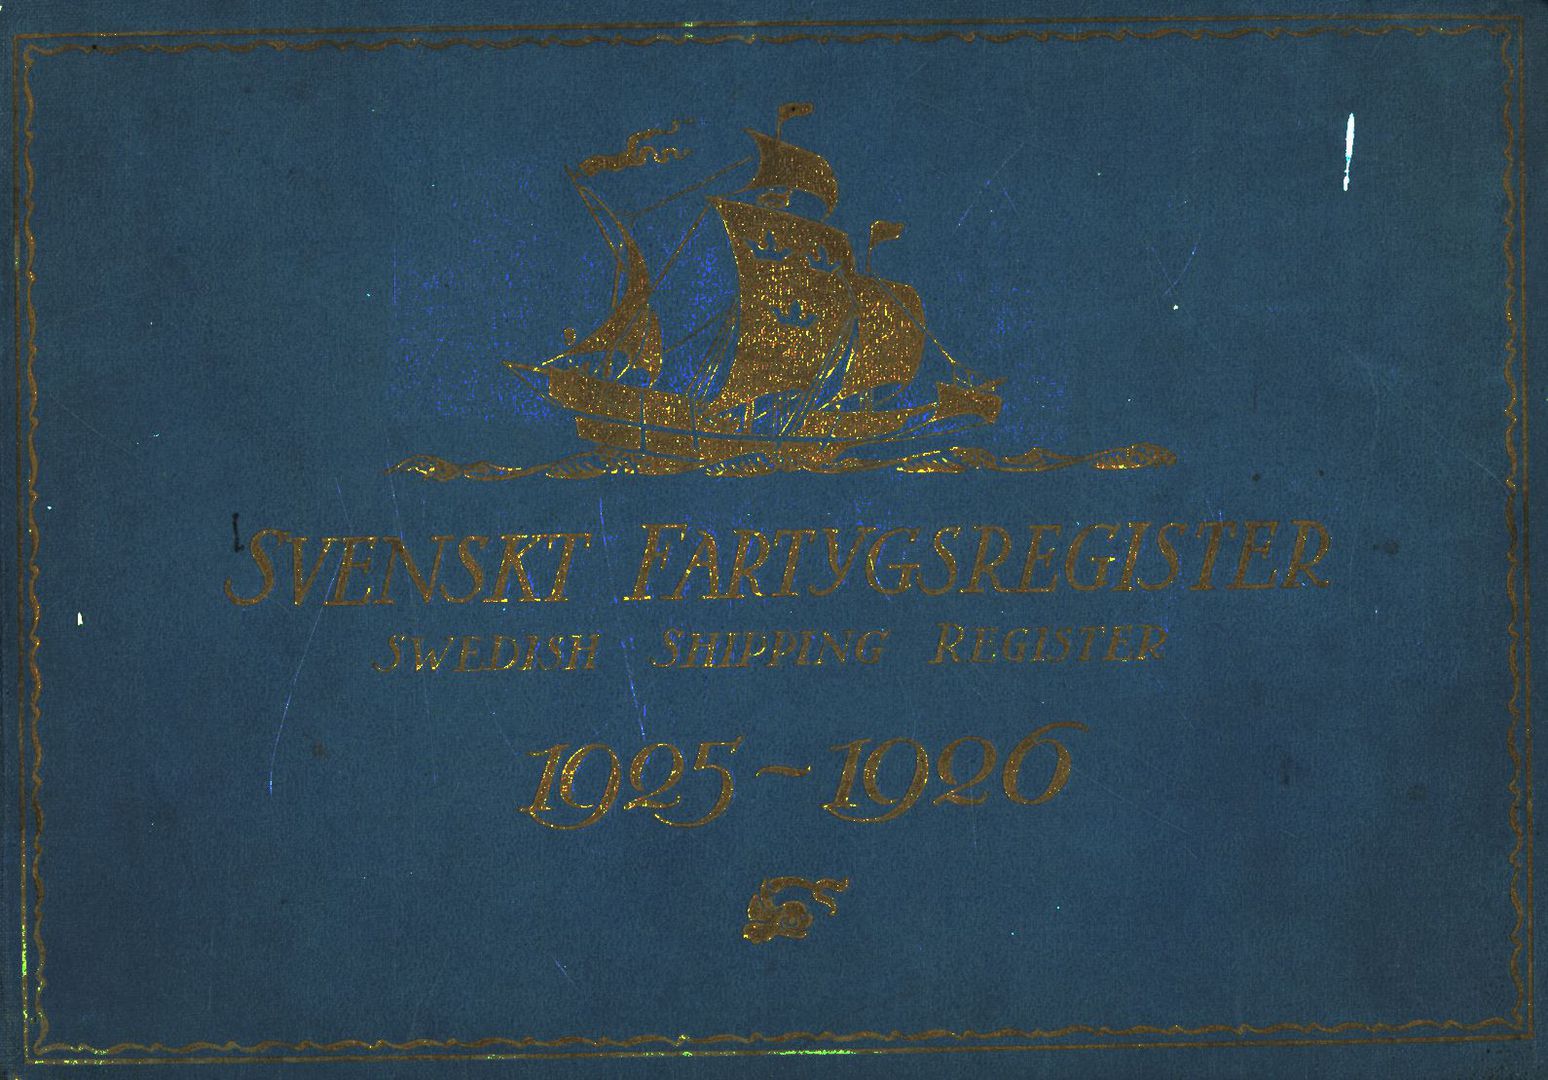 SVENSKT FARTYGSREGISTER
SWEDISH SHIPPING REGISTER
1925~1926